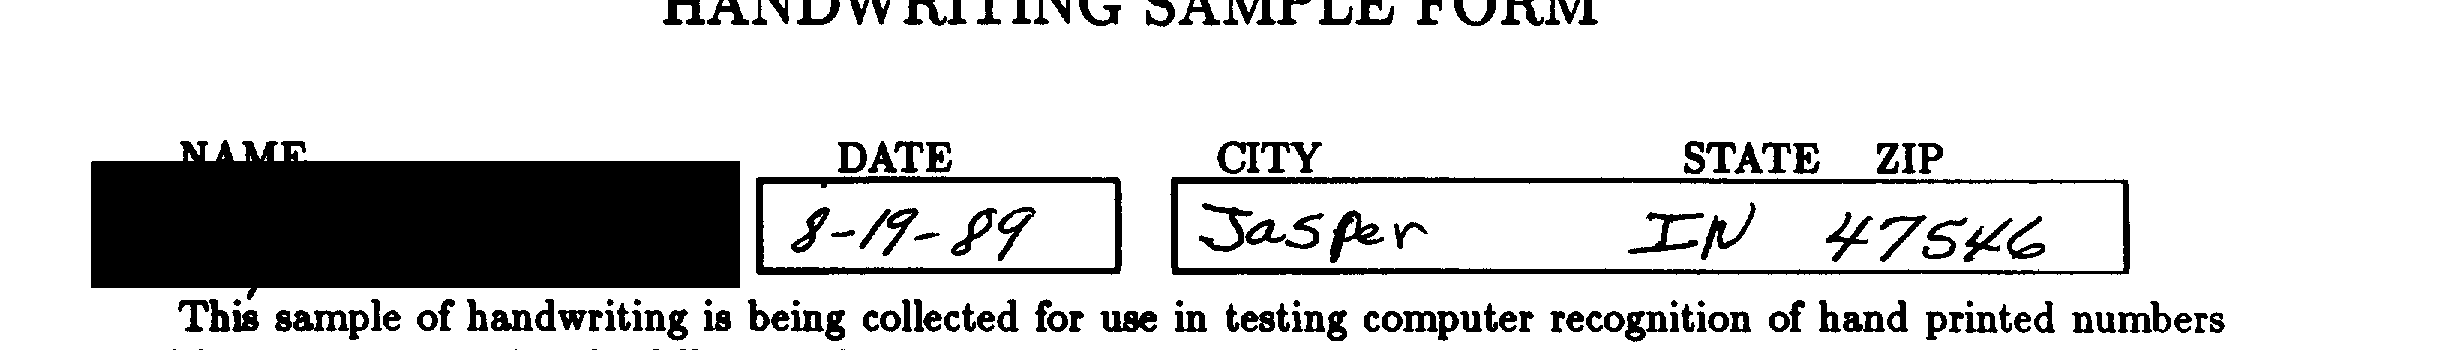 HANDWRITING SAMPLE FORM
NAME DATE CITY STATE ZIP
8-19-89 Jasper IN 47546
This sample of handwriting is being collected for use in testing computer recognition of hand printed numbers